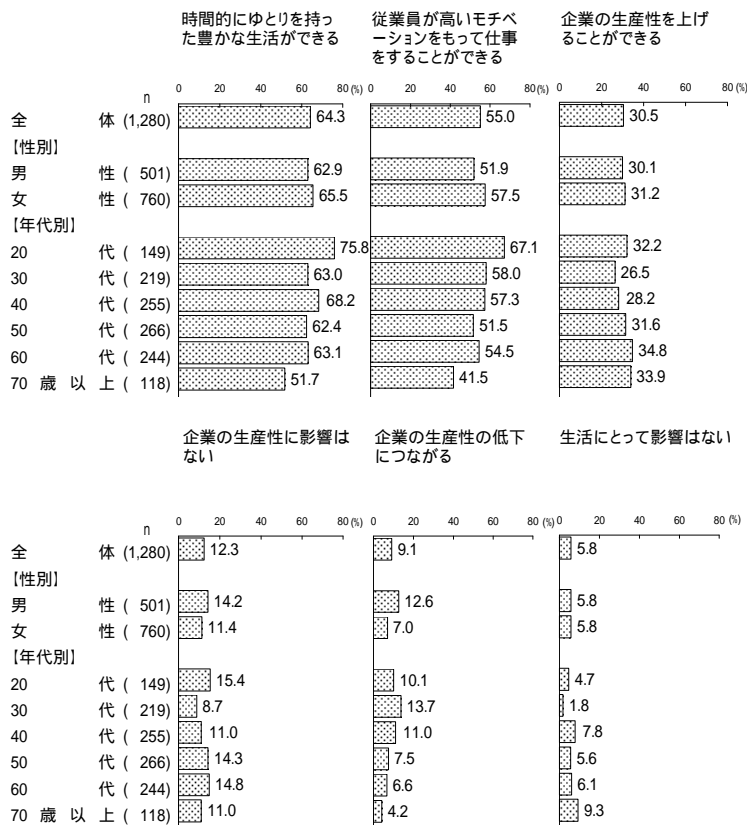 時間的にゆとりを持っ
た豊かな生活ができる
従業員が高いモチベ
ーションをもって仕事
をすることができる
企業の生産性を上げ
ることができる
n
0 20 40 60 80 (%) 0 20 40 60 80 (%) 0 20 40 60 80 (%)
全 体 (1,280) 64.3 55.0 30.5
【性別】
男 性 ( 501) 62.9 51.9 30.1
女 性 ( 760) 65.5 57.5 31.2
【年代別】
20 代 ( 149) 75.8 67.1 32.2
30 代 ( 219) 63.0 58.0 26.5
40 代 ( 255) 68.2 57.3 28.2
50 代 ( 266) 62.4 51.5 31.6
60 代 ( 244) 63.1 54.5 34.8
70 歳 以 上 ( 118) 51.7 41.5 33.9
企業の生産性に影響は
ない
企業の生産性の低下
につながる
生活にとって影響はない
n
0 20 40 60 80 (%) 0 20 40 60 80 (%) 0 20 40 60 80 (%)
全 体 (1,280) 12.3 9.1 5.8
【性別】
男 性 ( 501) 14.2 12.6 5.8
女 性 ( 760) 11.4 7.0 5.8
【年代別】
20 代 ( 149) 15.4 10.1 4.7
30 代 ( 219) 8.7 13.7 1.8
40 代 ( 255) 11.0 11.0 7.8
50 代 ( 266) 14.3 7.5 5.6
60 代 ( 244) 14.8 6.6 6.1
70 歳 以 上 ( 118) 11.0 4.2 9.3